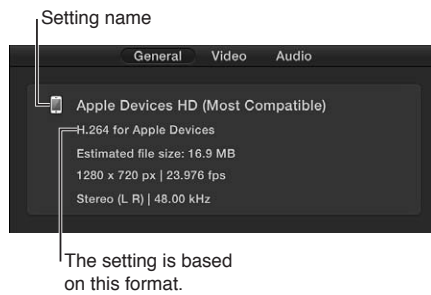 Setting name
General Video Audio
Apple Devices HD (Most Compatible)
H.264 for Apple Devices
Estimated file size: 16.9 MB
1280 x 720 px | 23.976 fps
Stereo (L R) | 48.00 kHz
The setting is based
on this format.